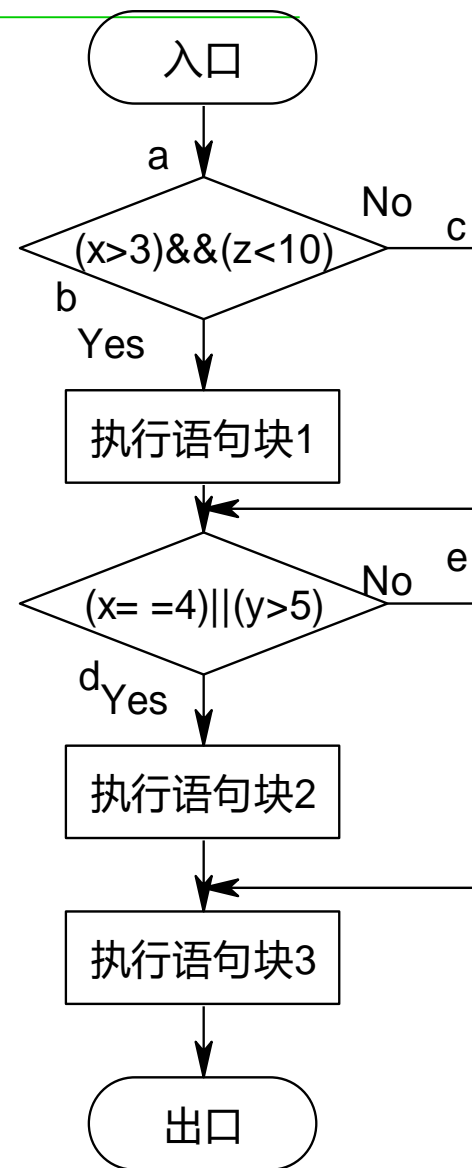 入口
a
No
c
(x>3)&&(z<10)
b
Yes
执行语句块1
e
No
(x= =4)||(y>5)
d
Yes
执行语句块2
执行语句块3
出口